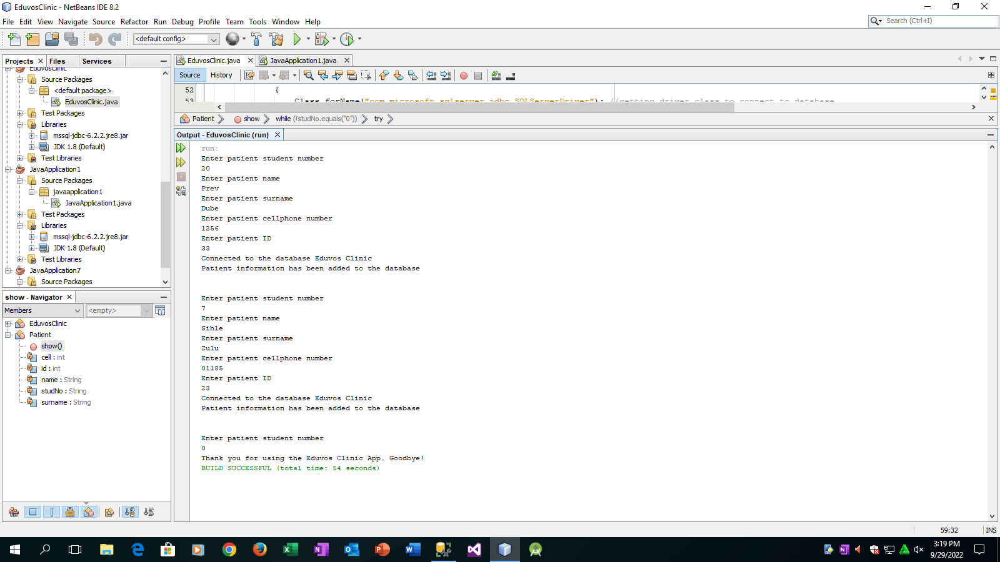 EduvosClinic - NetBeans IDE 8.2
File Edit View Navigate Source Refactor Run Debug Profile Team Tools Window Help
Search (Ctrl+I)
<default config>
Projects Files Services
EduvosClinic
Source Packages
<default package>
EduvosClinic.java
Test Packages
Libraries
mssql-jdbc-6.2.2.jre8.jar
JDK 1.8 (Default)
Test Libraries
JavaApplication1
Source Packages
javaapplication1
JavaApplication1.java
Test Packages
Libraries
mssql-jdbc-6.2.2.jre8.jar
JDK 1.8 (Default)
Test Libraries
JavaApplication7
Source Packages
show - Navigator
Members <empty>
EduvosClinic
Patient
show()
cell : int
id : int
name : String
studNo : String
surname : String
EduvosClinic.java JavaApplication1.java
Source History
52 {
53 Class.forName("com.microsoft.sqlserver.jdbc.SQLServerDriver"); //getting driver class to connect to database
Patient show while (!studNo.equals("0")) try
Output - EduvosClinic (run)
run:
Enter patient student number
20
Enter patient name
Prev
Enter patient surname
Dube
Enter patient cellphone number
1256
Enter patient ID
33
Connected to the database Eduvos Clinic
Patient information has been added to the database
Enter patient student number
7
Enter patient name
Sihle
Enter patient surname
Zulu
Enter patient cellphone number
01185
Enter patient ID
23
Connected to the database Eduvos Clinic
Patient information has been added to the database
Enter patient student number
0
Thank you for using the Eduvos Clinic App. Goodbye!
BUILD SUCCESSFUL (total time: 54 seconds)
59:32 INS
3:19 PM
9/29/2022